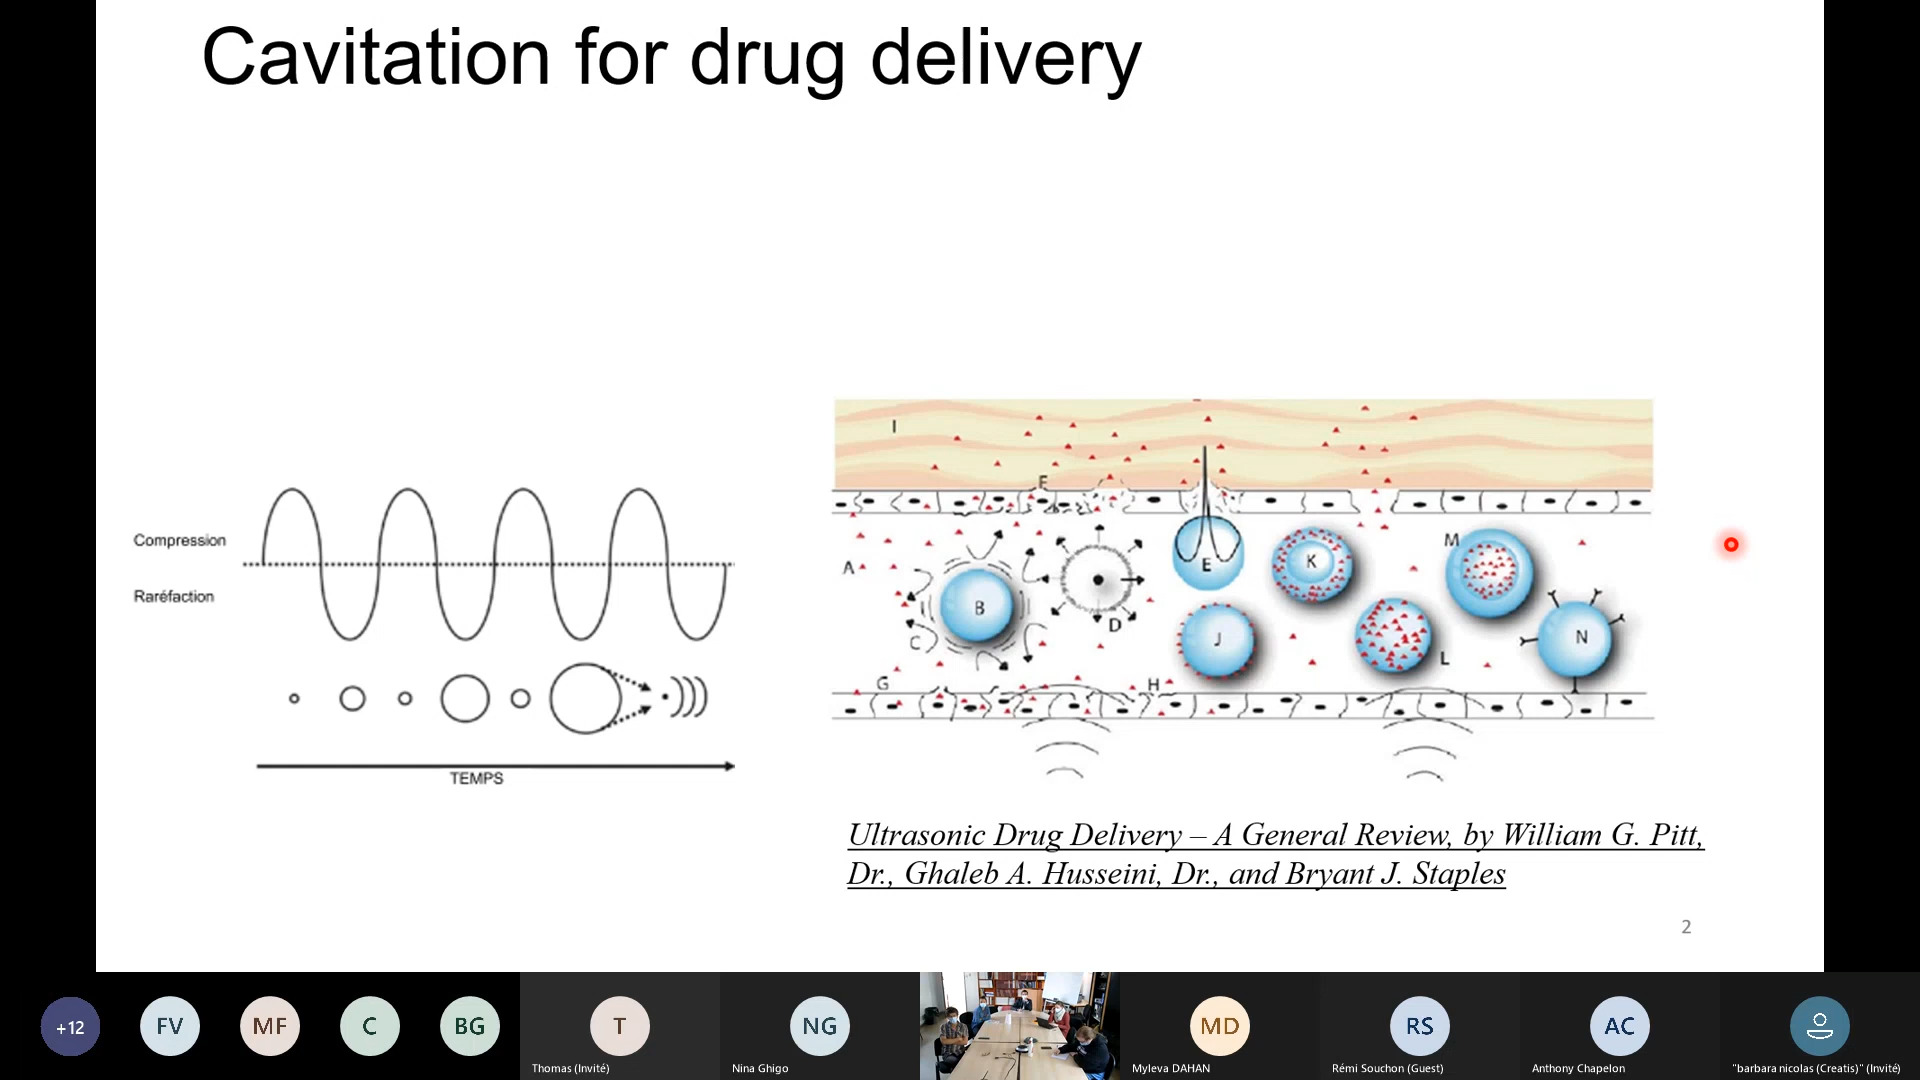 Cavitation for drug delivery
Compression
Raréfaction
TEMPS
I
F
A
B
C
D
E
K
M
J
L
N
G
H
Ultrasonic Drug Delivery – A General Review, by William G. Pitt,
Dr., Ghaleb A. Husseini, Dr., and Bryant J. Staples
2
+12
FV
MF
C
BG
T
NG
MD
RS
AC
Thomas (Invité)
Nina Ghigo
Myleva DAHAN
Rémi Souchon (Guest)
Anthony Chapelon
"barbara nicolas (Creatis)" (Invité)